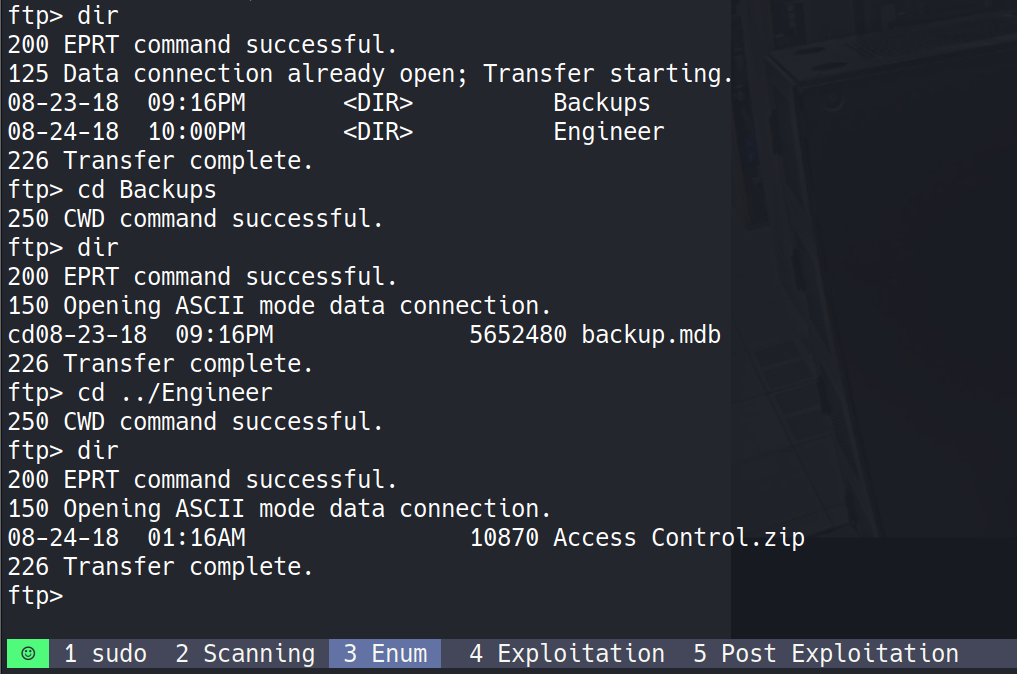 ftp> dir
200 EPRT command successful.
125 Data connection already open; Transfer starting.
08-23-18  09:16PM       <DIR>          Backups
08-24-18  10:00PM       <DIR>          Engineer
226 Transfer complete.
ftp> cd Backups
250 CWD command successful.
ftp> dir
200 EPRT command successful.
150 Opening ASCII mode data connection.
cd08-23-18  09:16PM              5652480 backup.mdb
226 Transfer complete.
ftp> cd ../Engineer
250 CWD command successful.
ftp> dir
200 EPRT command successful.
150 Opening ASCII mode data connection.
08-24-18  01:16AM                10870 Access Control.zip
226 Transfer complete.
ftp>
☺ 1 sudo  2 Scanning  3 Enum  4 Exploitation  5 Post Exploitation